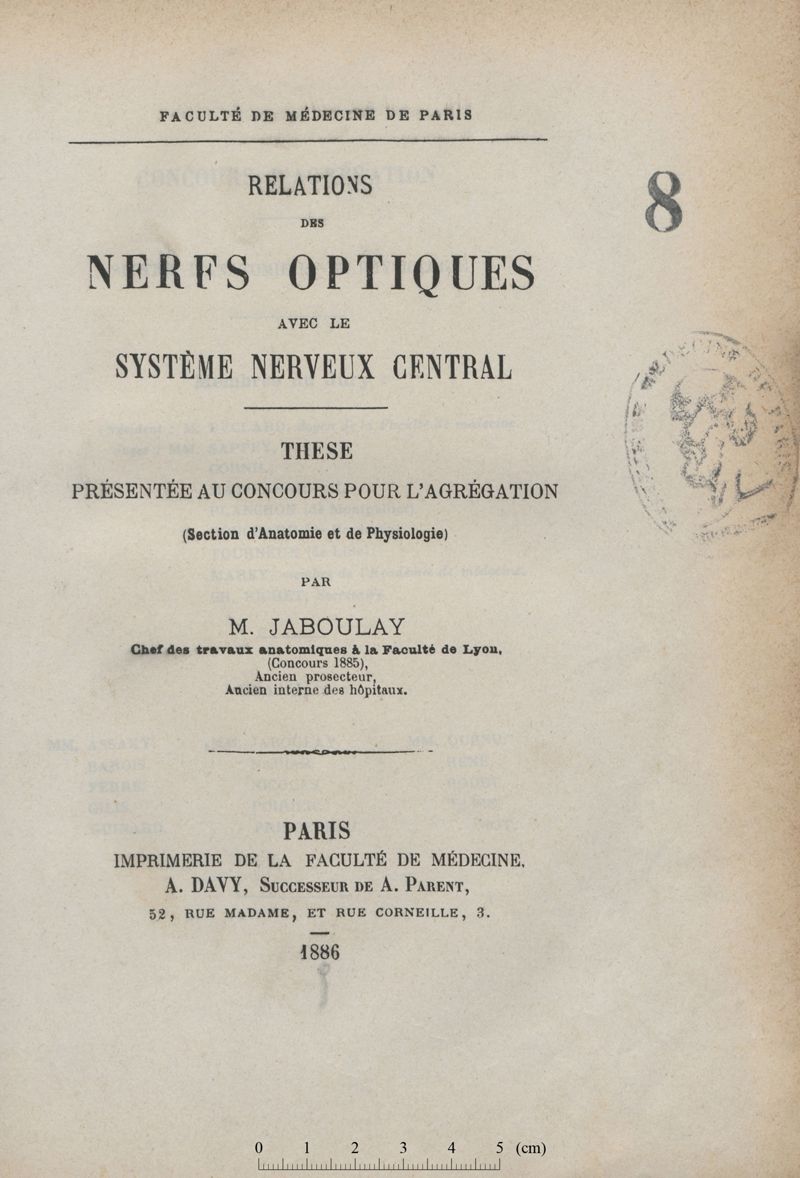 FACULTÉ DE MÉDECINE DE PARIS
RELATIONS
8
DES
NERFS OPTIQUES
AVEC LE
SYSTÈME NERVEUX CENTRAL
THESE
PRÉSENTÉE AU CONCOURS POUR L'AGRÉGATION
(Section d'Anatomie et de Physiologie)
PAR
M. JABOULAY
Chef des travaux anatomiques à la Faculté de Lyon,
(Concours 1885),
Ancien prosecteur,
Ancien interne des hôpitaux.
PARIS
IMPRIMERIE DE LA FACULTÉ DE MÉDECINE,
A. DAVY, SUCCESSEUR DE A. PARENT,
52, RUE MADAME, ET RUE CORNEILLE, 3.
1886
0 1 2 3 4 5 (cm)